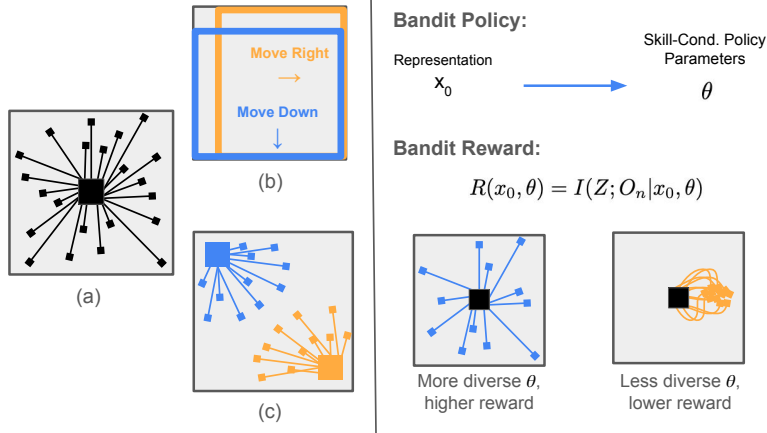 (a)
Move Right
→
Move Down
↓
(b)
(c)
Bandit Policy:
Representation
x₀
Skill-Cond. Policy
Parameters
θ
Bandit Reward:
R(x₀, θ) = I(Z; Oₙ|x₀, θ)
More diverse θ,
higher reward
Less diverse θ,
lower reward